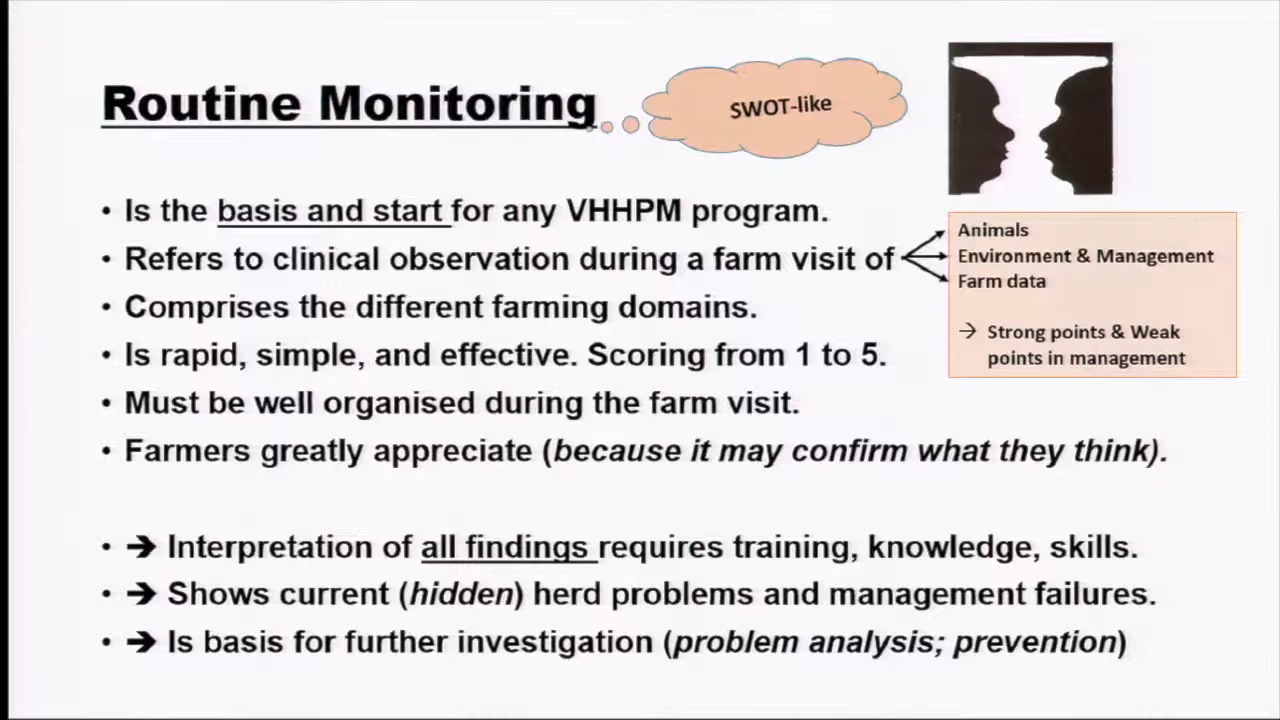 Routine Monitoring
SWOT-like
• Is the basis and start for any VHHPM program.
• Refers to clinical observation during a farm visit of
Animals
Environment & Management
Farm data
→ Strong points & Weak
points in management
• Comprises the different farming domains.
• Is rapid, simple, and effective. Scoring from 1 to 5.
• Must be well organised during the farm visit.
• Farmers greatly appreciate (because it may confirm what they think).
• ➔ Interpretation of all findings requires training, knowledge, skills.
• ➔ Shows current (hidden) herd problems and management failures.
• ➔ Is basis for further investigation (problem analysis; prevention)